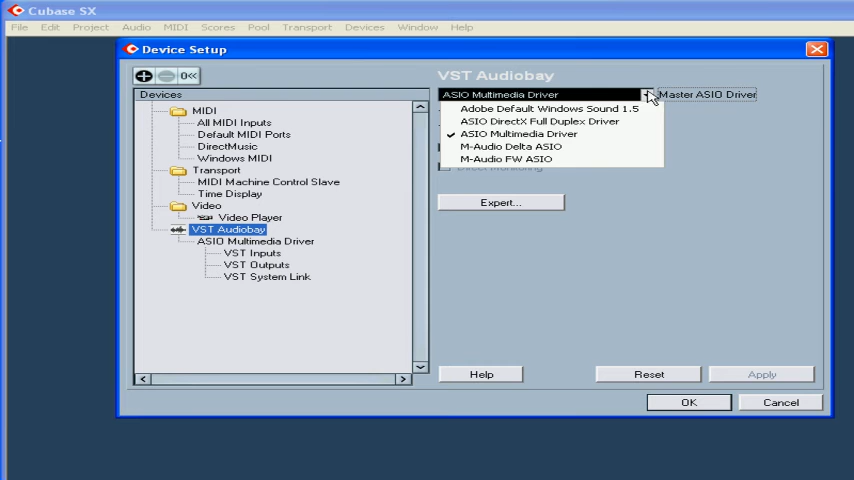 Cubase SX
File Edit Project Audio MIDI Scores Pool Transport Devices Window Help
Device Setup
0<<
Devices
MIDI
All MIDI Inputs
Default MIDI Ports
DirectMusic
Windows MIDI
Transport
MIDI Machine Control Slave
Time Display
Video
Video Player
VST Audiobay
ASIO Multimedia Driver
VST Inputs
VST Outputs
VST System Link
VST Audiobay
ASIO Multimedia Driver
Master ASIO Driver
Adobe Default Windows Sound 1.5
ASIO DirectX Full Duplex Driver
ASIO Multimedia Driver
M-Audio Delta ASIO
M-Audio FW ASIO
Direct Monitoring
Expert...
Help
Reset
Apply
OK
Cancel